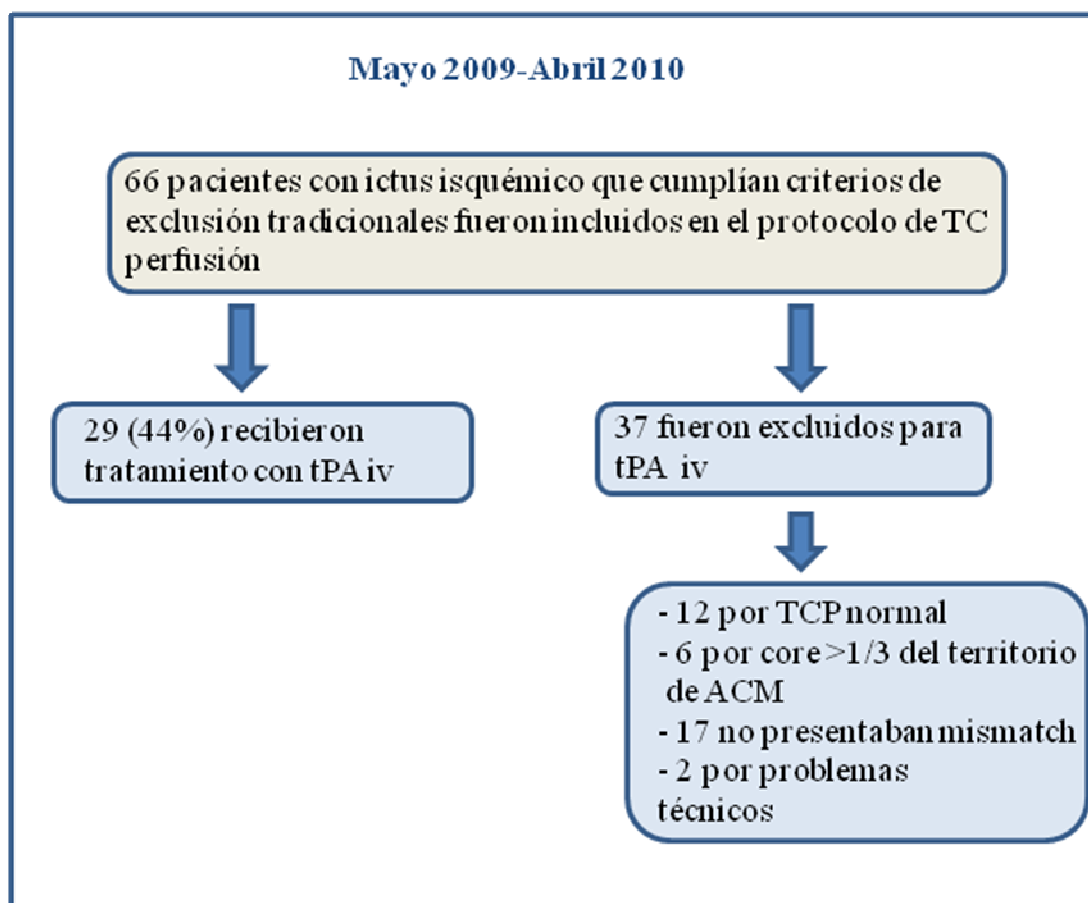 Mayo 2009-Abril 2010
66 pacientes con ictus isquémico que cumplían criterios de
exclusión tradicionales fueron incluidos en el protocolo de TC
perfusión
29 (44%) recibieron
tratamiento con tPA iv
37 fueron excluidos para
tPA iv
- 12 por TCP normal
- 6 por core >1/3 del territorio
de ACM
- 17 no presentaban mismatch
- 2 por problemas
técnicos